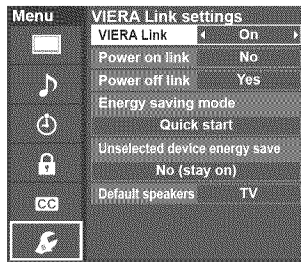 Menu
VIERA Link settings
VIERA Link On
Power on link No
Power off link Yes
Energy saving mode
Quick start
Unselected device energy save
No (stay on)
Default speakers TV
CC